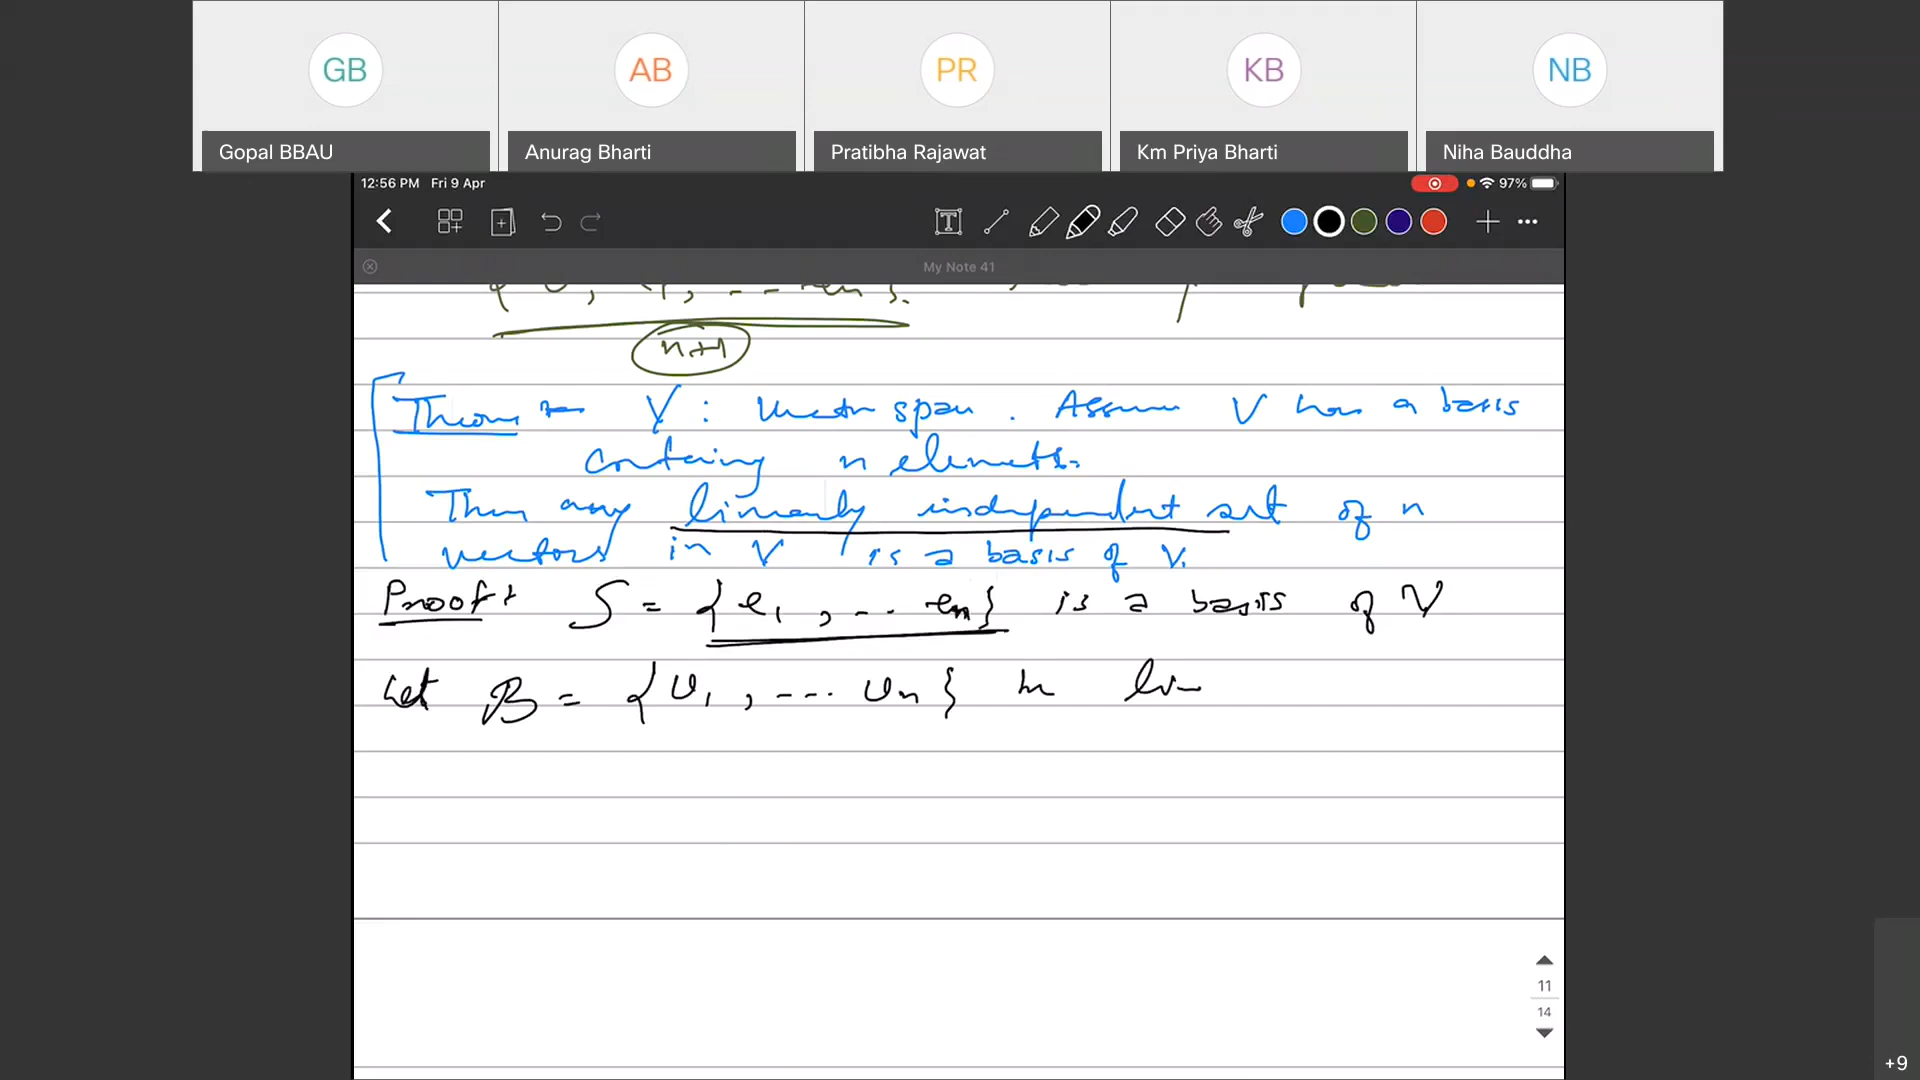 GB AB PR KB NB
Gopal BBAU Anurag Bharti Pratibha Rajawat Km Priya Bharti Niha Bauddha
12:56 PM Fri 9 Apr 97%
My Note 41
n+1
V : Vector space . Assume V has a basis
containing n elements.
Then any linearly independent set of n
vectors in V is a basis of V.
Proof: S = {e₁, ... eₙ} is a basis of V
Let B = {v₁, .... vₙ} be lin
11
14
+9